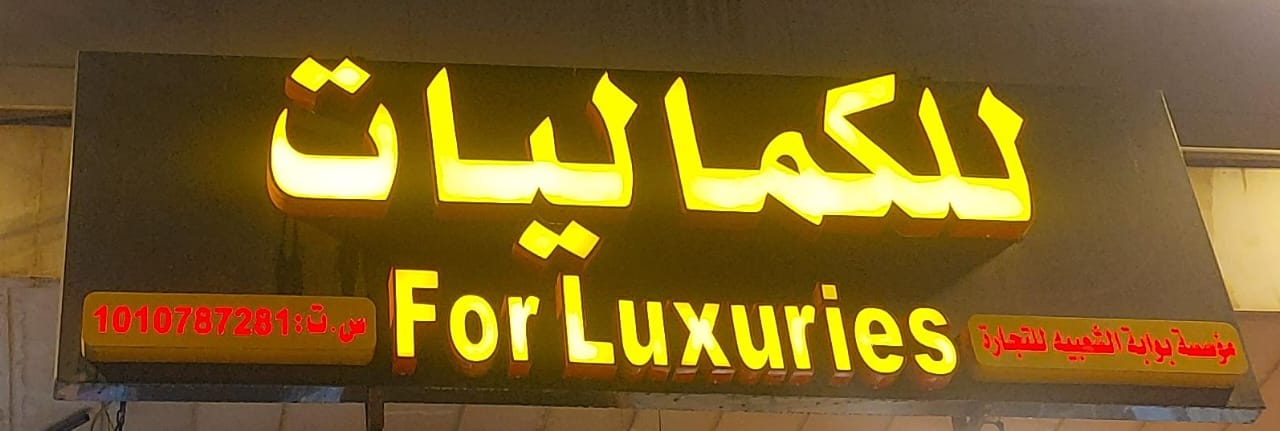 للكماليات
For Luxuries
مؤسسة بوابة الشعبيه للتجارة
س.ت:1010787281